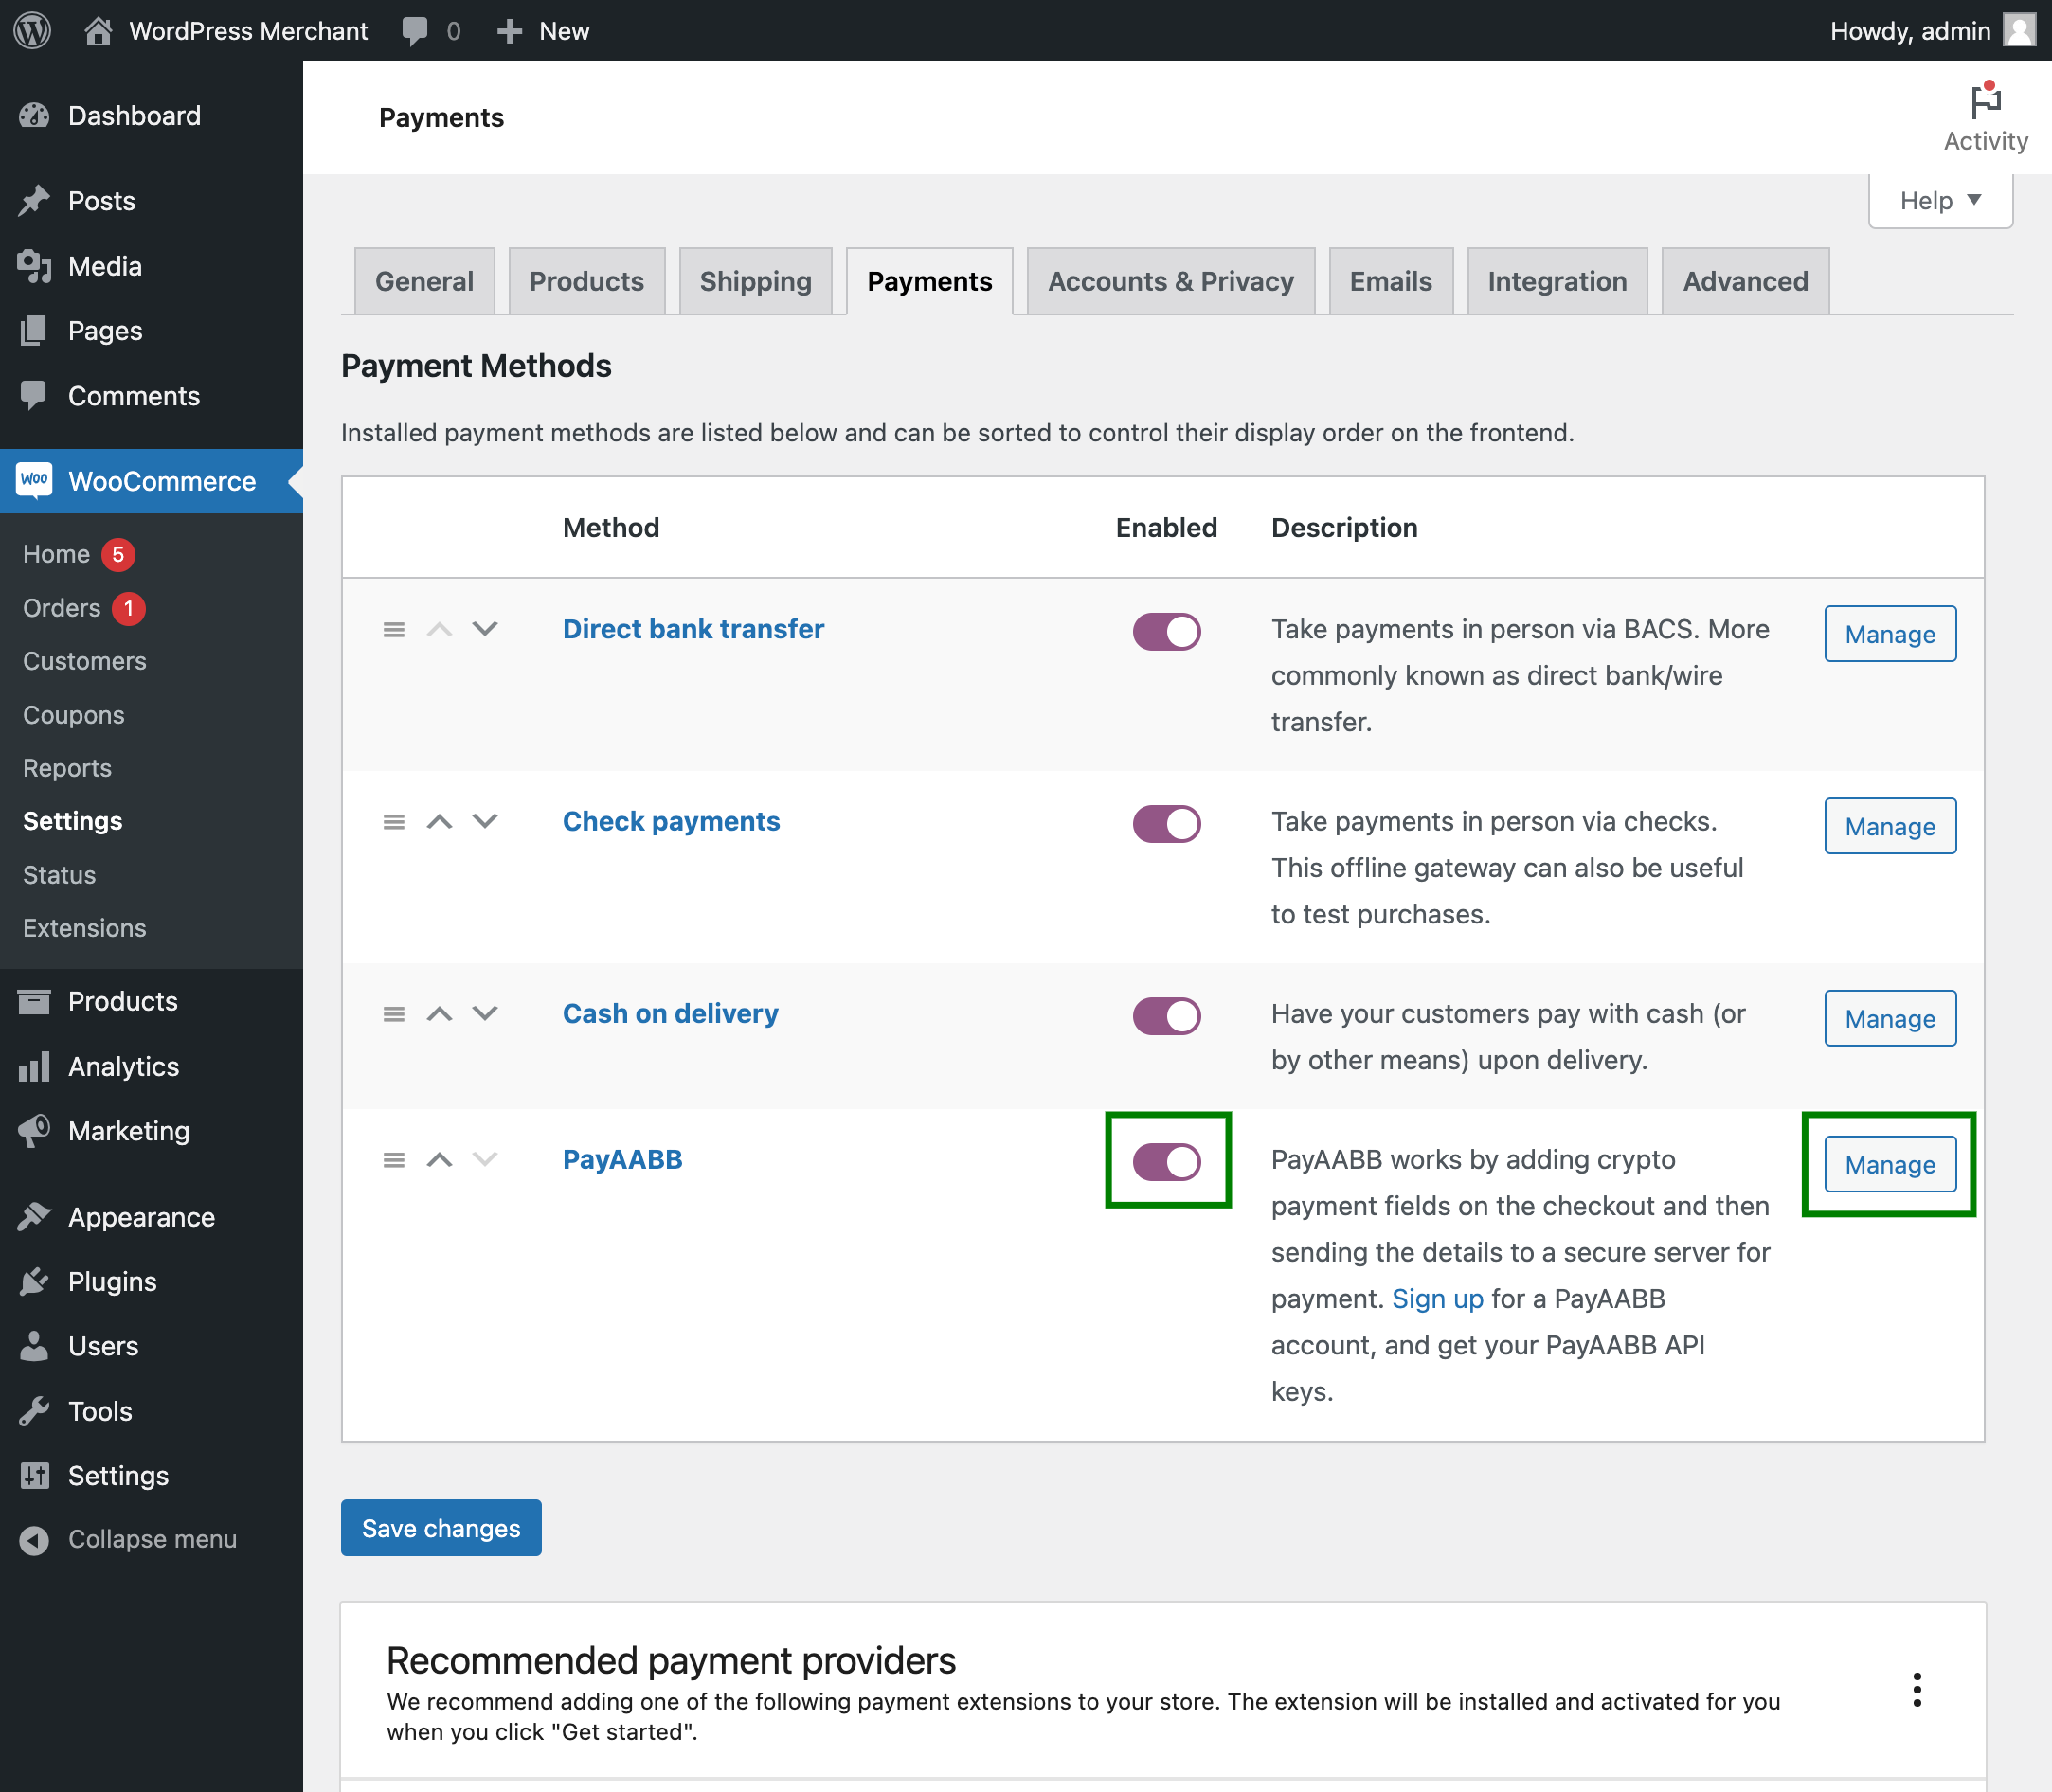 WordPress Merchant 0 New Howdy, admin
Dashboard
Posts
Media
Pages
Comments
Woo WooCommerce
Home 5
Orders 1
Customers
Coupons
Reports
Settings
Status
Extensions
Products
Analytics
Marketing
Appearance
Plugins
Users
Tools
Settings
Collapse menu
Payments
Activity
Help
General Products Shipping Payments Accounts & Privacy Emails Integration Advanced
Payment Methods
Installed payment methods are listed below and can be sorted to control their display order on the frontend.
Method Enabled Description
Direct bank transfer
Take payments in person via BACS. More
commonly known as direct bank/wire
transfer.
Manage
Check payments
Take payments in person via checks.
This offline gateway can also be useful
to test purchases.
Manage
Cash on delivery
Have your customers pay with cash (or
by other means) upon delivery.
Manage
PayAABB
PayAABB works by adding crypto
payment fields on the checkout and then
sending the details to a secure server for
payment. Sign up for a PayAABB
account, and get your PayAABB API
keys.
Manage
Save changes
Recommended payment providers
We recommend adding one of the following payment extensions to your store. The extension will be installed and activated for you
when you click "Get started".